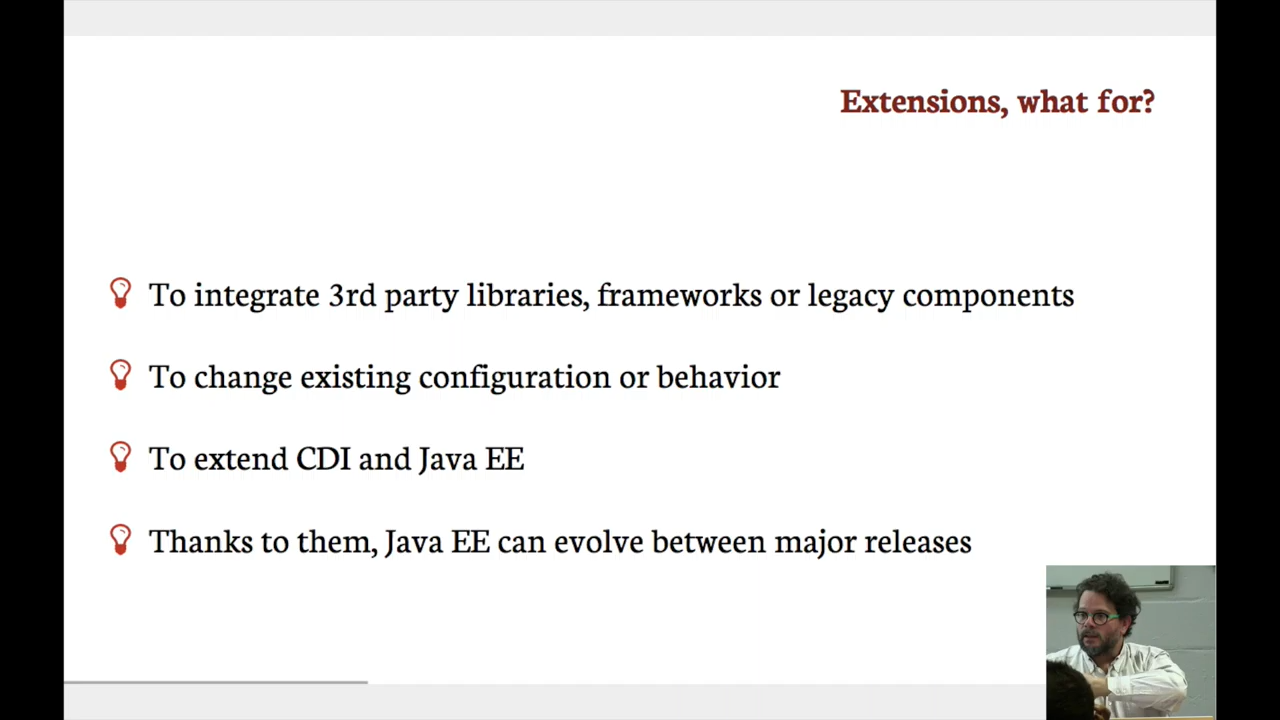 Extensions, what for?
To integrate 3rd party libraries, frameworks or legacy components
To change existing configuration or behavior
To extend CDI and Java EE
Thanks to them, Java EE can evolve between major releases